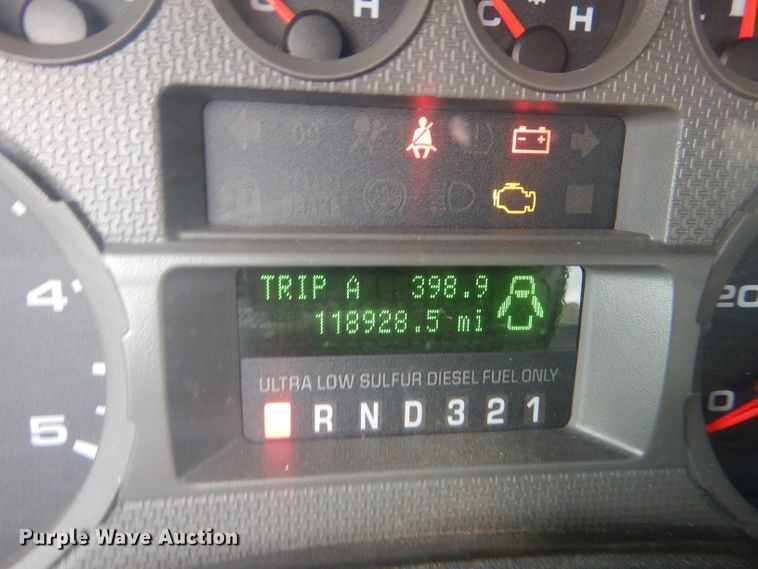 C H
C H
TRIP A 398.9
118928.5 mi
ULTRA LOW SULFUR DIESEL FUEL ONLY
R N D 3 2 1
4
5
20
0
Purple Wave Auction®